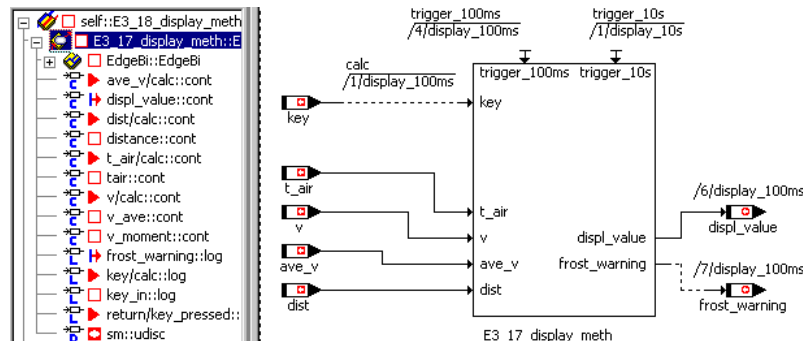 self::E3_18_display_meth
E3_17_display_meth::E
EdgeBi::EdgeBi
ave_v/calc::cont
displ_value::cont
dist/calc::cont
distance::cont
t_air/calc::cont
tair::cont
v/calc::cont
v_ave::cont
v_moment::cont
frost_warning::log
key/calc::log
key_in::log
return/key_pressed::
sm::udisc
trigger_100ms
/4/display_100ms
trigger_10s
/1/display_10s
calc
/1/display_100ms
trigger_100ms
trigger_10s
key
key
t_air
t_air
v
v
ave_v
ave_v
dist
dist
displ_value
/6/display_100ms
displ_value
frost_warning
/7/display_100ms
frost_warning
E3_17_display_meth